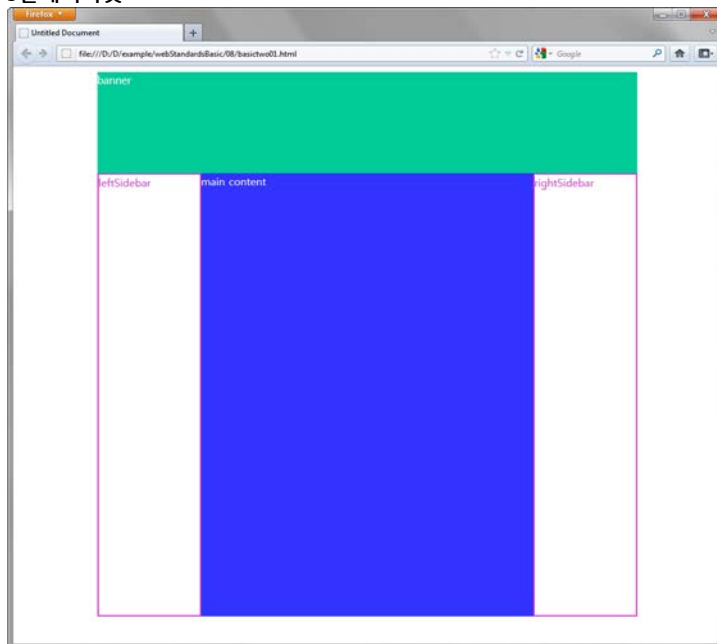 Firefox
Untitled Document
file:///D:/D/example/webStandardsBasic/08/basictwo01.html
Google
banner
leftSidebar
main content
rightSidebar